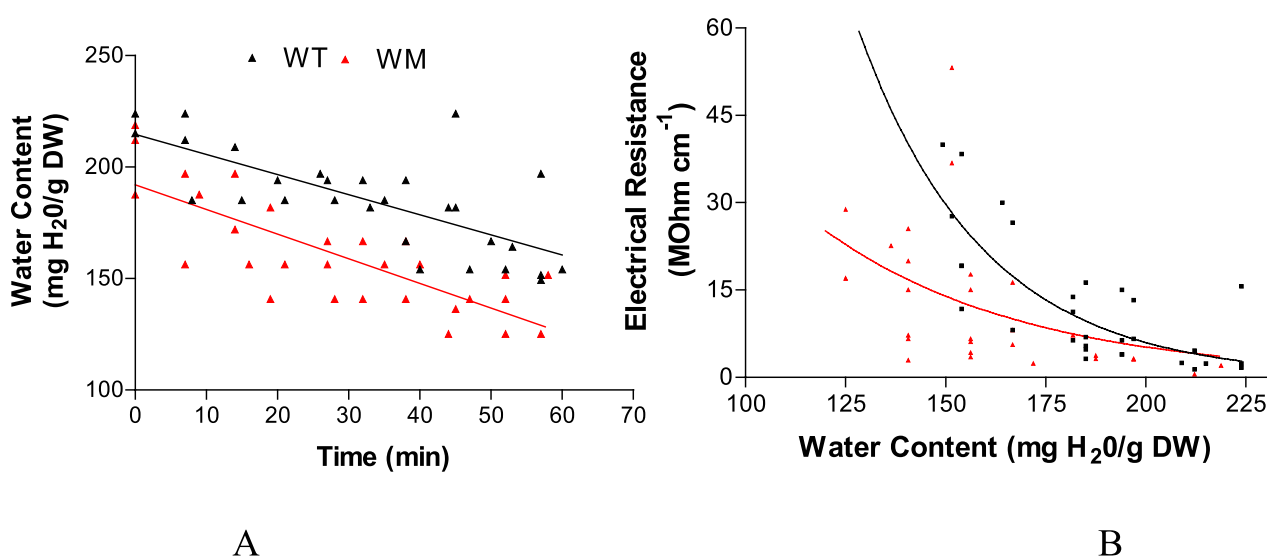 WT WM
250
200
150
100
0 10 20 30 40 50 60 70
Water Content
(mg H20/g DW)
Time (min)
A
60
45
30
15
0
100 125 150 175 200 225
Electrical Resistance
(MOhm cm-1)
Water Content (mg H20/g DW)
B